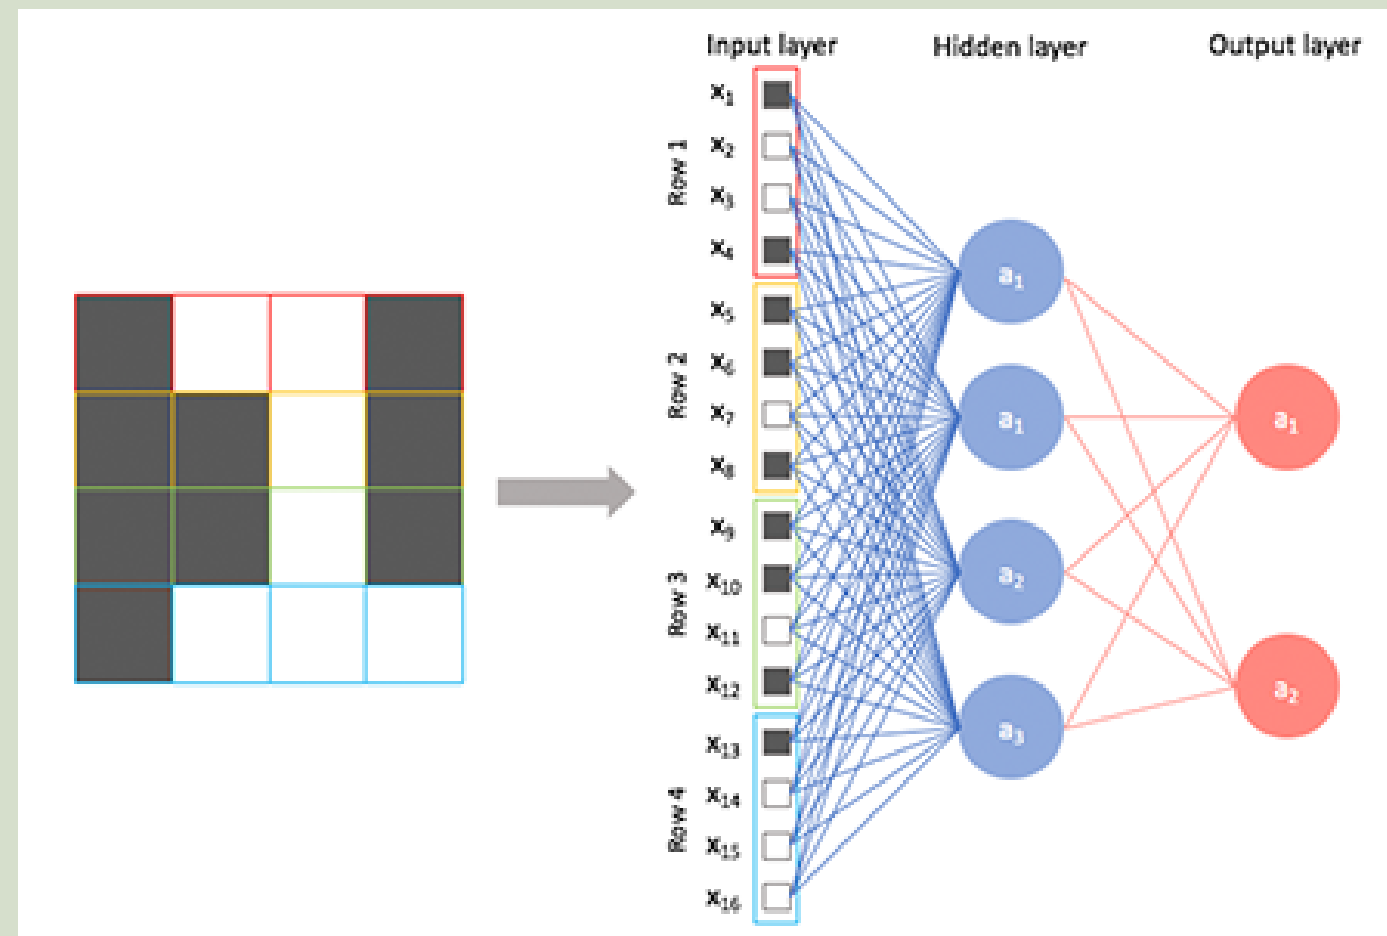 Input layer
Hidden layer
Output layer
Row 1
x₁
x₂
x₃
x₄
Row 2
x₅
x₆
x₇
x₈
Row 3
x₉
x₁₀
x₁₁
x₁₂
Row 4
x₁₃
x₁₄
x₁₅
x₁₆
a₁
a₁
a₂
a₃
a₁
a₂